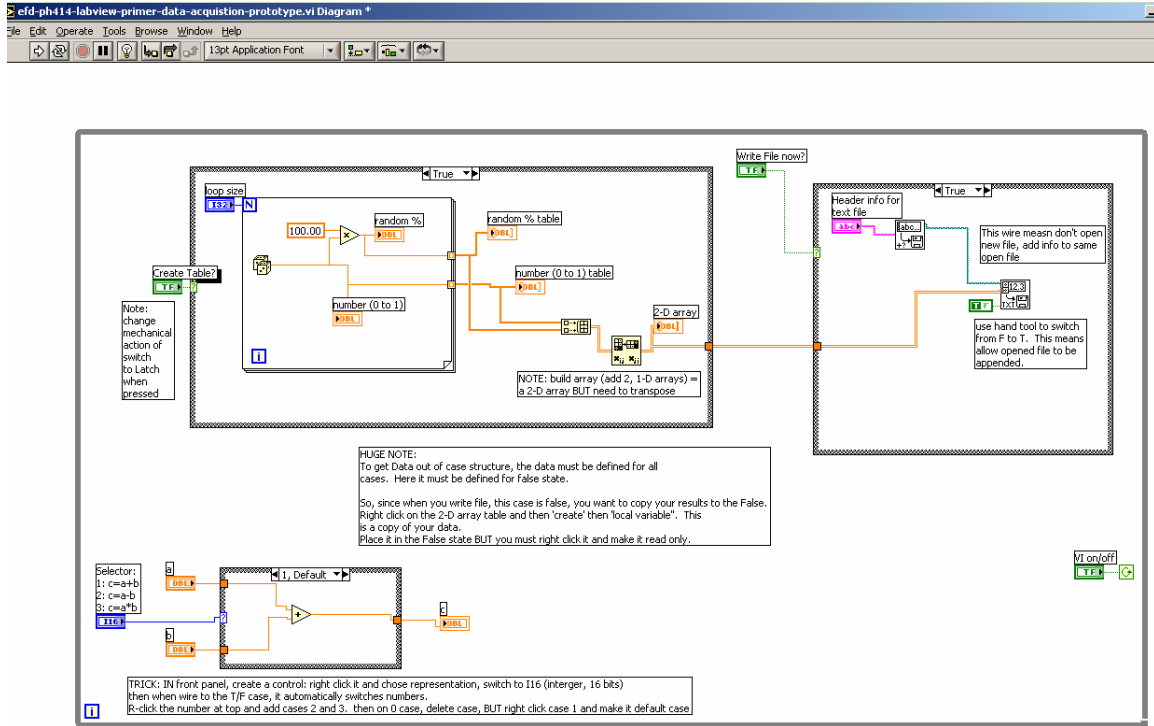 efd-ph414-labview-primer-data-acquistion-prototype.vi Diagram *
File Edit Operate Tools Browse Window Help
13pt Application Font
Write File now?
TF
True
True
loop size
I32
N
Header info for
text file
abc
abc..
random %
DBL
random % table
DBL]
100.00
This wire measn don't open
new file, add info to same
open file
Create Table?
TF
?
?
number (0 to 1) table
DBL]
12.3
TXT
T F
number (0 to 1)
DBL
2-D array
DBL]
Note:
change
mechanical
action of
switch
to Latch
when
pressed
use hand tool to switch
from F to T. This means
allow opened file to be
appended.
i
NOTE: build array (add 2, 1-D arrays) =
a 2-D array BUT need to transpose
HUGE NOTE:
To get Data out of case structure, the data must be defined for all
cases. Here it must be defined for false state.
So, since when you write file, this case is false, you want to copy your results to the False.
Right click on the 2-D array table and then 'create' then 'local variable". This
is a copy of your data.
Place it in the False state BUT you must right click it and make it read only.
VI on/off
TF
Selector:
1: c=a+b
2: c=a-b
3: c=a*b
I16
a
DBL
1, Default
?
+
c
DBL
b
DBL
TRICK: IN front panel, create a control: right click it and chose representation, switch to I16 (interger, 16 bits)
then when wire to the T/F case, it automatically switches numbers.
R-click the number at top and add cases 2 and 3. then on 0 case, delete case, BUT right click case 1 and make it default case
i